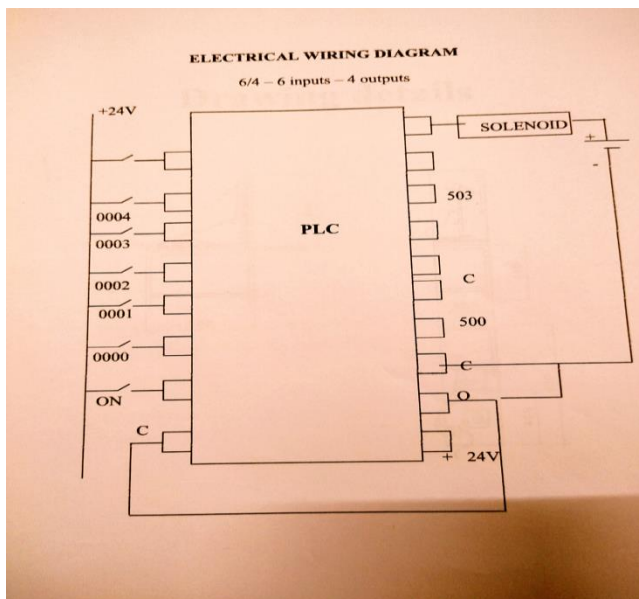 ELECTRICAL WIRING DIAGRAM
6/4 – 6 inputs – 4 outputs
+24V
SOLENOID
+
-
503
0004
PLC
0003
0002
C
0001
500
0000
C
ON
O
C
+ 24V